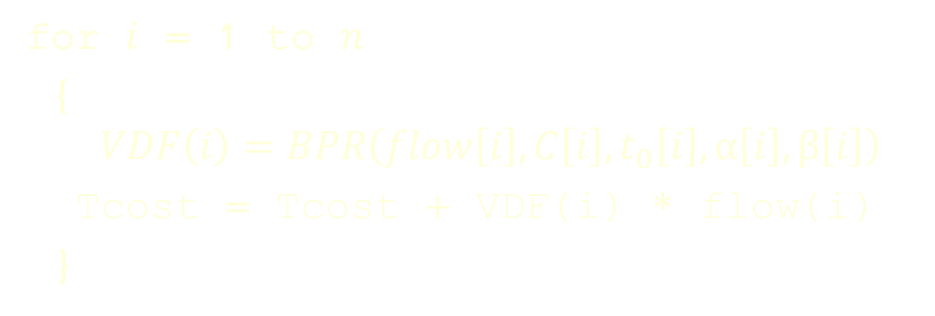 for i = 1 to n
{
VDF(i) = BPR(flow[i], C[i], t₀[i], α[i], β[i])
Tcost = Tcost + VDF(i) * flow(i)
}